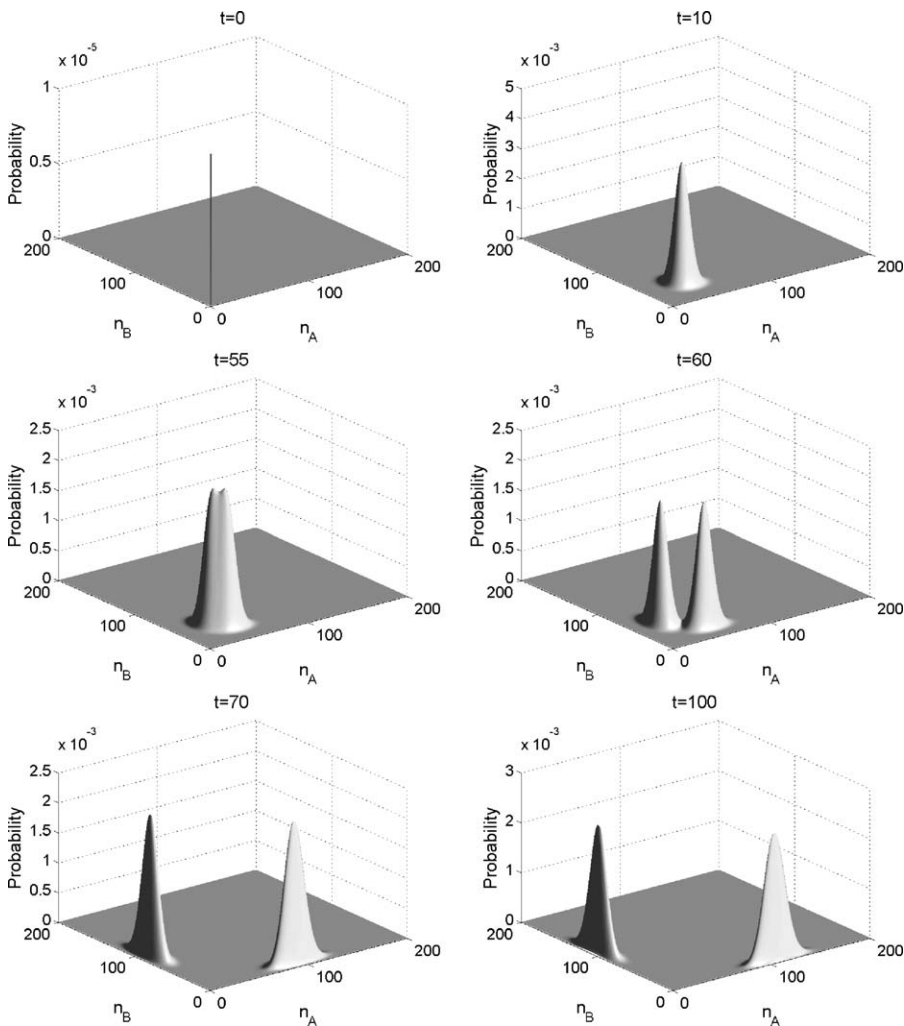 t=0
x 10^-5
1
0.5
0
Probability
200
100
0
n_B
0
100
200
n_A
t=10
x 10^-3
5
4
3
2
1
0
Probability
200
100
0
n_B
0
100
200
n_A
t=55
x 10^-3
2.5
2
1.5
1
0.5
0
Probability
200
100
0
n_B
0
100
200
n_A
t=60
x 10^-3
2.5
2
1.5
1
0.5
0
Probability
200
100
0
n_B
0
100
200
n_A
t=70
x 10^-3
2.5
2
1.5
1
0.5
0
Probability
200
100
0
n_B
0
100
200
n_A
t=100
x 10^-3
3
2
1
0
Probability
200
100
0
n_B
0
100
200
n_A